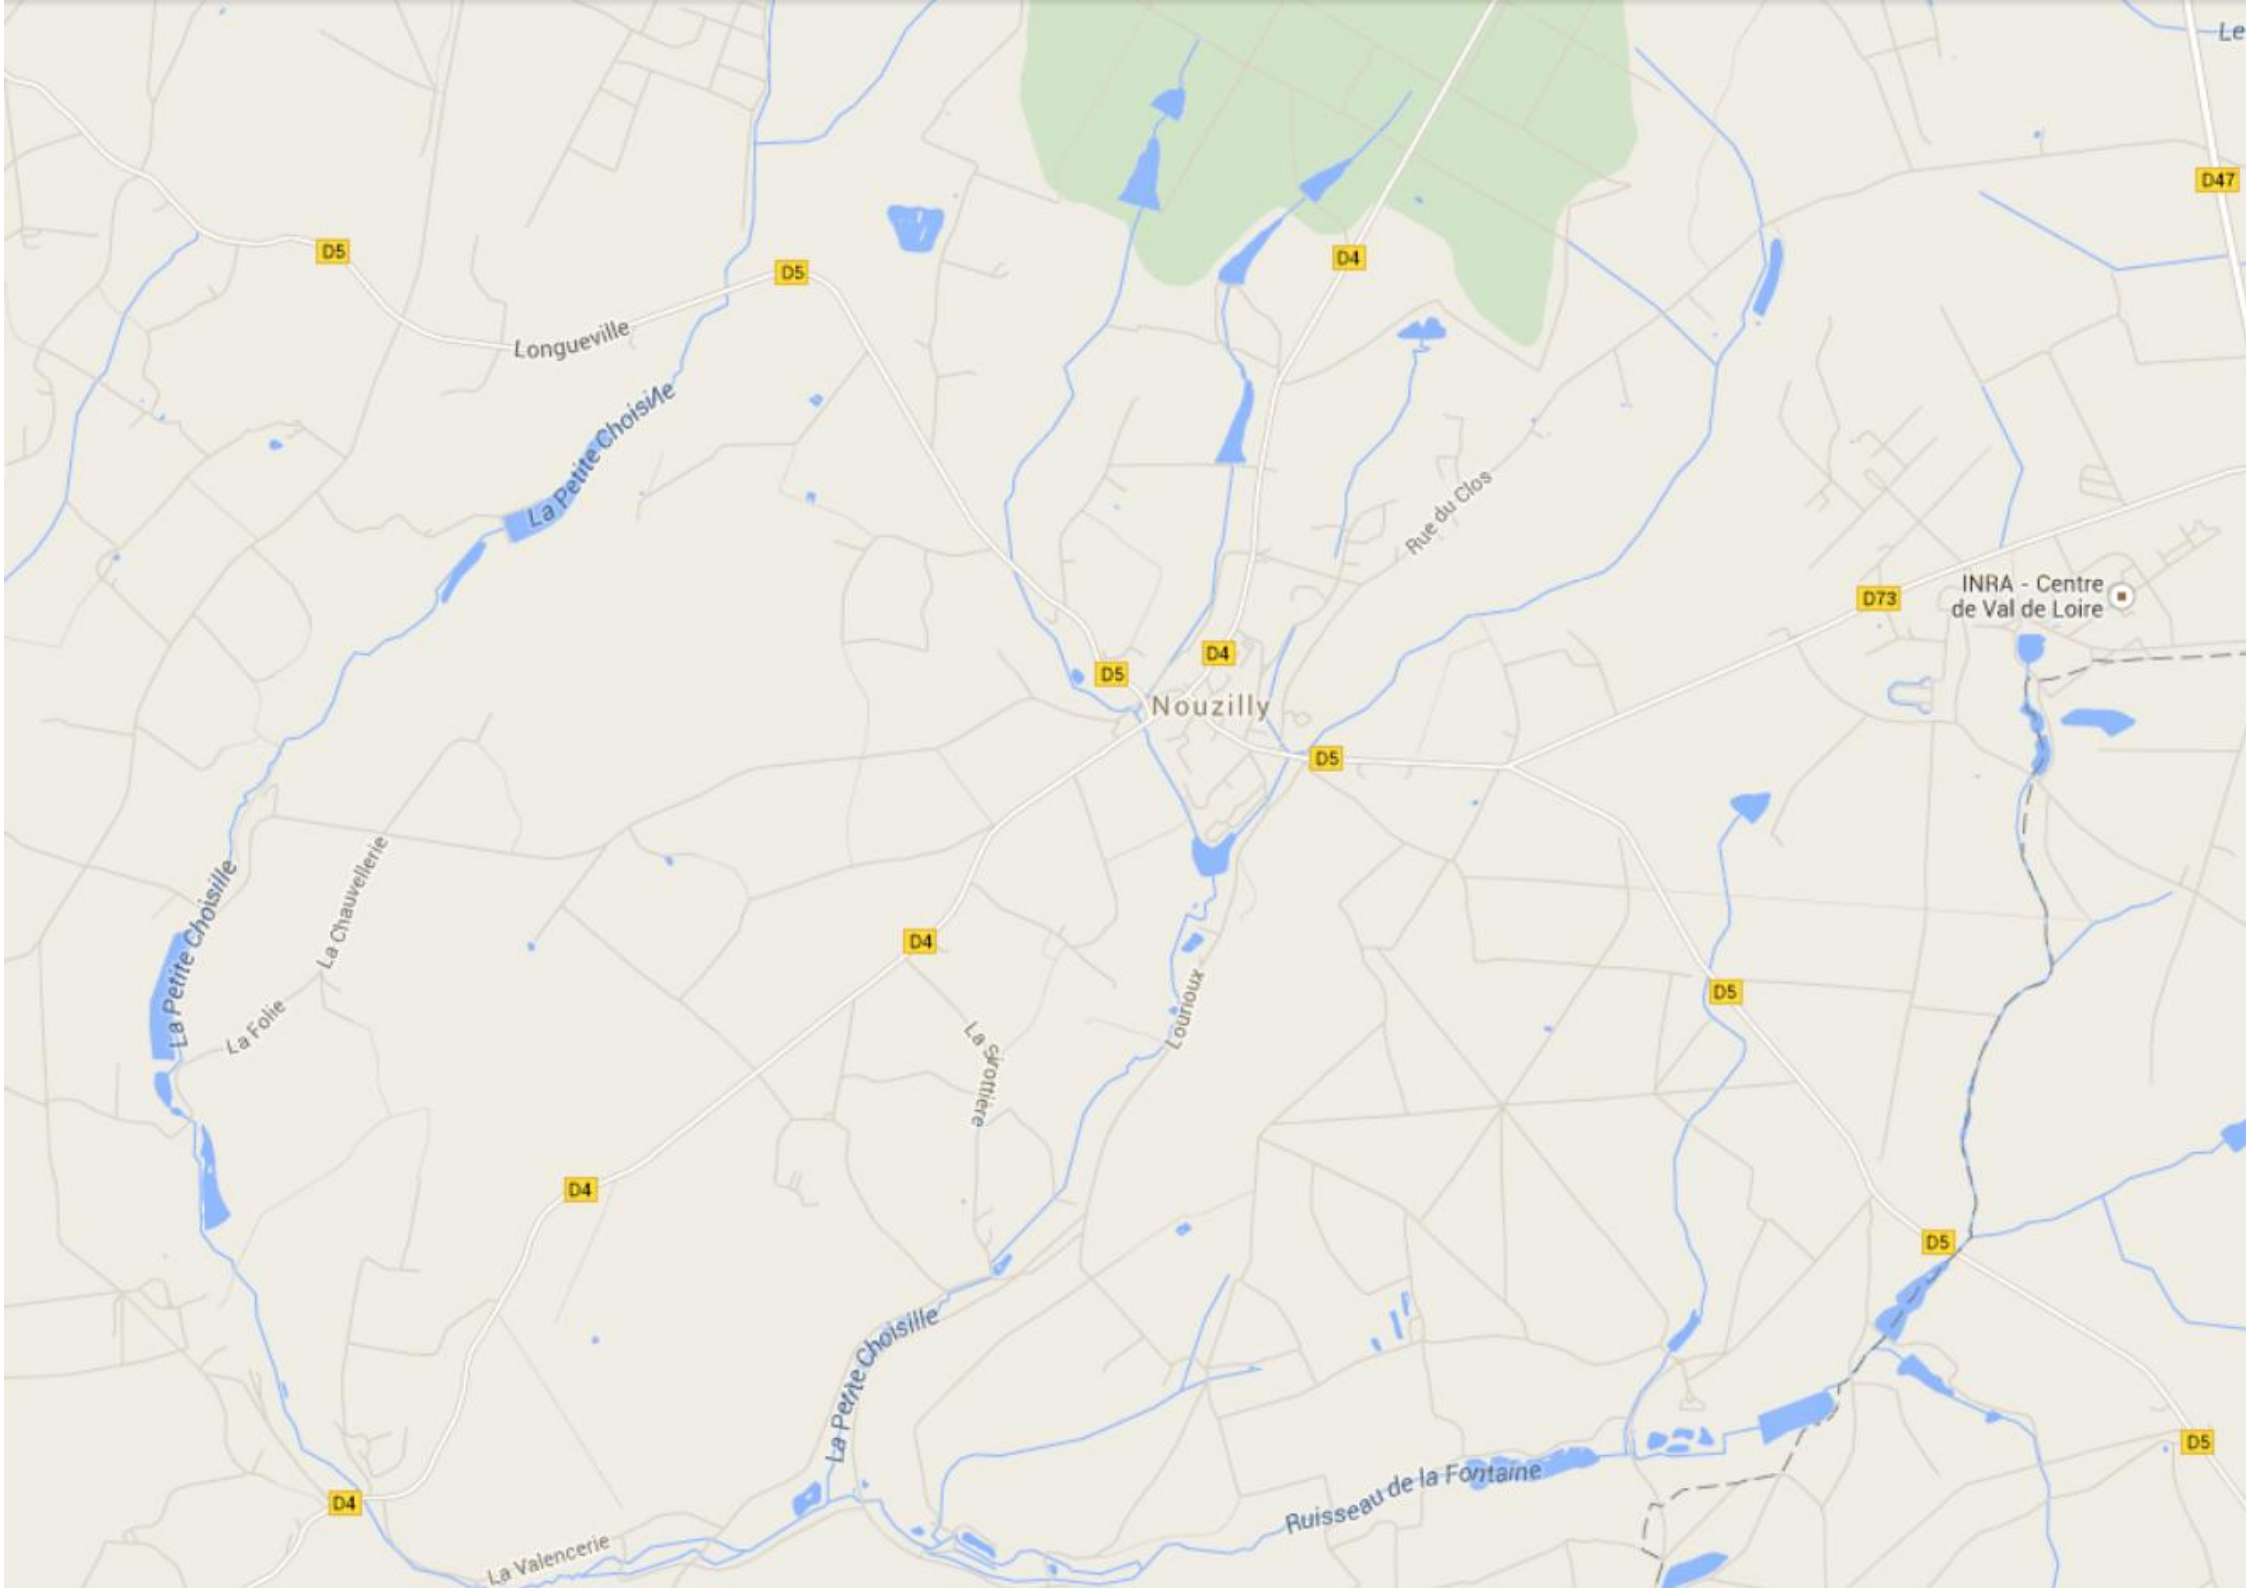 Le
D47
D5
D5
D4
Longueville
La Petite Choisille
Rue du Clos
INRA - Centre
de Val de Loire
D73
D4
D5
Nouzilly
D5
La Petite Choisille
La Chauvellerie
D4
La Folie
Lourioux
D5
La Sirottière
D4
D5
La Petite Choisille
D5
Ruisseau de la Fontaine
D4
La Valencerie